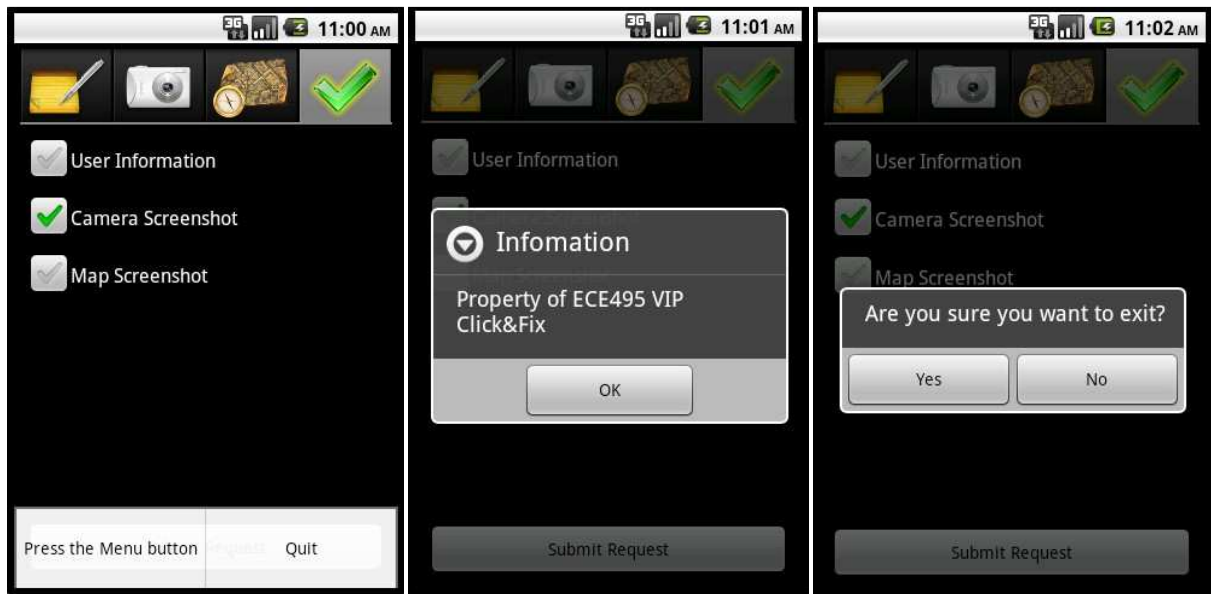 3G 11:00 AM
User Information
Camera Screenshot
Map Screenshot
Press the Menu button
Request
Quit
3G 11:01 AM
User Information
Infomation
Property of ECE495 VIP
Click&Fix
OK
Submit Request
3G 11:02 AM
User Information
Camera Screenshot
Map Screenshot
Are you sure you want to exit?
Yes No
Submit Request